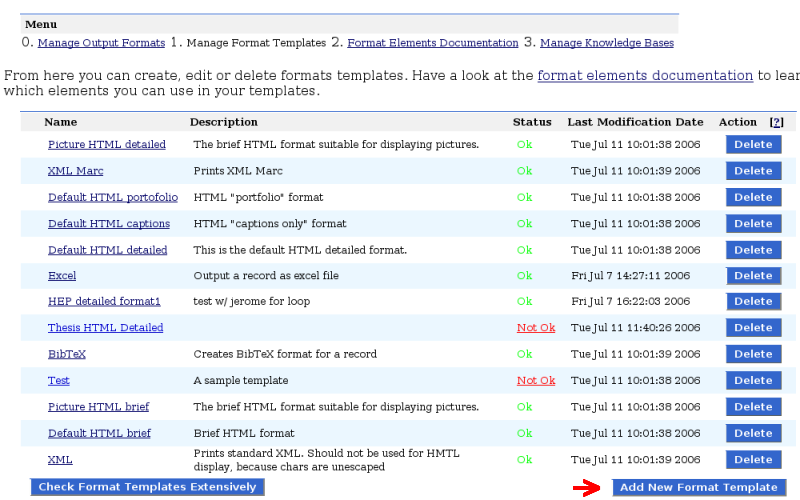 Menu
0. Manage Output Formats 1. Manage Format Templates 2. Format Elements Documentation 3. Manage Knowledge Bases
From here you can create, edit or delete formats templates. Have a look at the format elements documentation to lear
which elements you can use in your templates.
Name Description Status Last Modification Date Action [?]
Picture HTML detailed The brief HTML format suitable for displaying pictures. Ok Tue Jul 11 10:01:38 2006 Delete
XML Marc Prints XML Marc Ok Tue Jul 11 10:01:39 2006 Delete
Default HTML portofolio HTML "portfolio" format Ok Tue Jul 11 10:01:38 2006 Delete
Default HTML captions HTML "captions only" format Ok Tue Jul 11 10:01:38 2006 Delete
Default HTML detailed This is the default HTML detailed format. Ok Tue Jul 11 10:01:38 2006 Delete
Excel Output a record as excel file Ok Fri Jul 7 14:27:11 2006 Delete
HEP detailed format1 test w/ jerome for loop Ok Fri Jul 7 16:22:03 2006 Delete
Thesis HTML Detailed Not Ok Tue Jul 11 11:40:26 2006 Delete
BibTeX Creates BibTeX format for a record Ok Tue Jul 11 10:01:39 2006 Delete
Test A sample template Not Ok Tue Jul 11 10:01:38 2006 Delete
Picture HTML brief The brief HTML format suitable for displaying pictures. Ok Tue Jul 11 10:01:38 2006 Delete
Default HTML brief Brief HTML format Ok Tue Jul 11 10:01:38 2006 Delete
XML Prints standard XML. Should not be used for HMTL Ok Tue Jul 11 10:01:39 2006 Delete
display, because chars are unescaped
Check Format Templates Extensively Add New Format Template